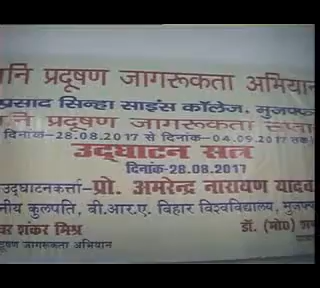 नि प्रदूषण जागरूकता अभियान
प्रसाद सिन्हा साइंस कॉलेज, मुजफ्फ
नि प्रदूषण जागरूकता सप्ता
दिनांक-28.08.2017 से दिनांक-04.09.2017 तक
उद्घाटन सत्र
दिनांक-28.08.2017
उद्घाटनकर्त्ता-प्रो. अमरेन्द्र नारायण यादव
नीय कुलपति, बी.आर.ए. बिहार विश्वविद्यालय, मुजफ्
शंकर मिश्र डॉ. (मो०)
दूषण जागरूकता अभियान